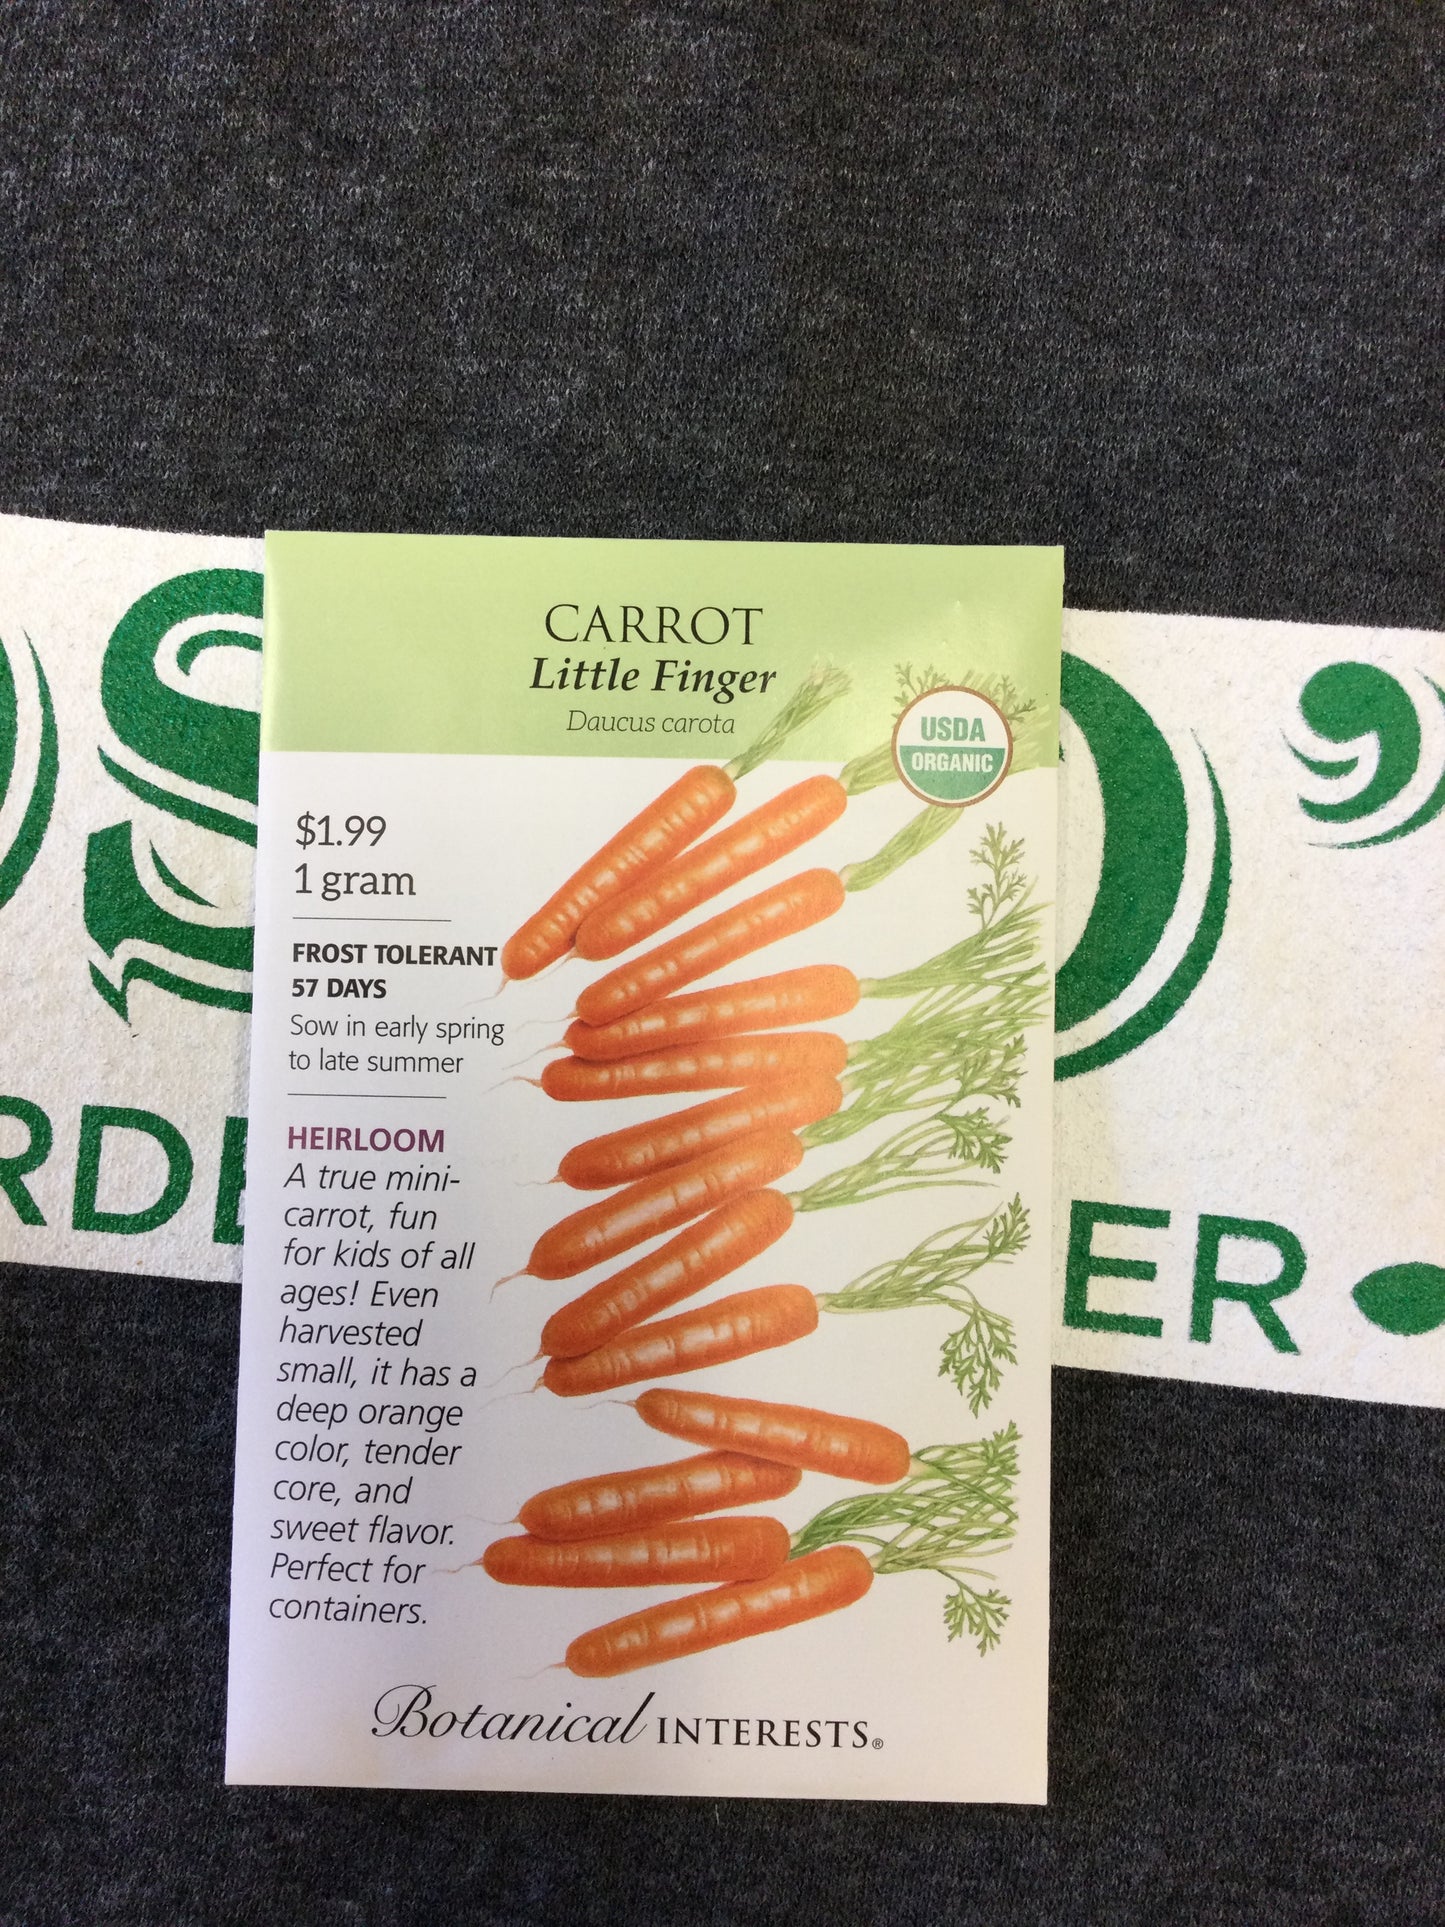 CARROT
Little Finger
Daucus carota
USDA
ORGANIC
$1.99
1 gram
FROST TOLERANT
57 DAYS
Sow in early spring
to late summer
HEIRLOOM
A true mini-
carrot, fun
for kids of all
ages! Even
harvested
small, it has a
deep orange
color, tender
core, and
sweet flavor.
Perfect for
containers.
Botanical INTERESTS®